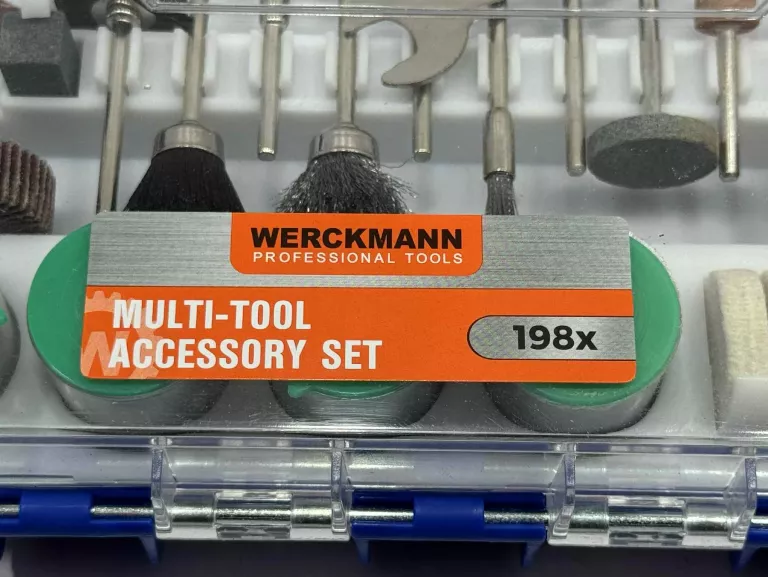 WERCKMANN
PROFESSIONAL TOOLS
MULTI-TOOL
ACCESSORY SET
198x